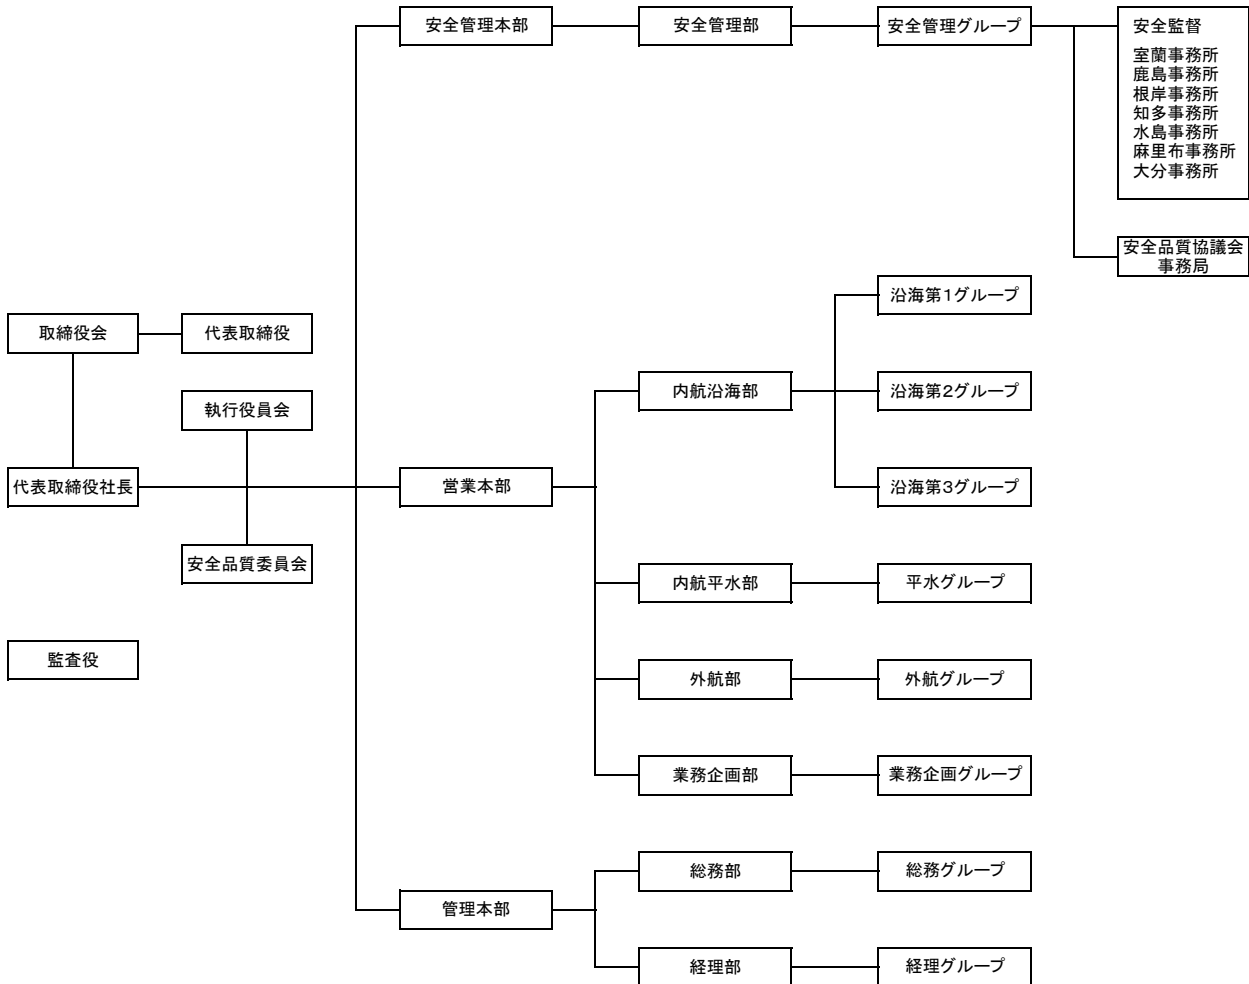 安全管理本部
安全管理部
安全管理グループ
安全監督
室蘭事務所
鹿島事務所
根岸事務所
知多事務所
水島事務所
麻里布事務所
大分事務所
安全品質協議会
事務局
沿海第1グループ
取締役会
代表取締役
内航沿海部
沿海第2グループ
執行役員会
代表取締役社長
営業本部
沿海第3グループ
安全品質委員会
内航平水部
平水グループ
監査役
外航部
外航グループ
業務企画部
業務企画グループ
総務部
総務グループ
管理本部
経理部
経理グループ